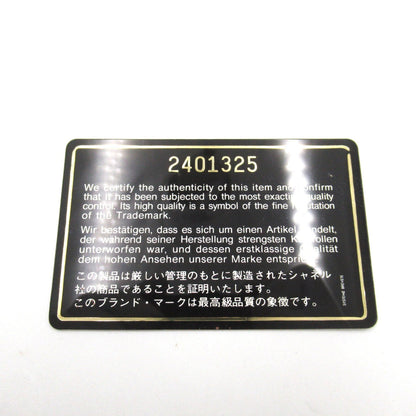 2401325
We certify the authenticity of this item and confirm
that it has been subjected to the most exacting quality
control. Its high quality is a symbol of the fine reputation
of the Trademark.
Wir bestätigen, dass es sich um einen Artikel handelt,
der während seiner Herstellung strengsten Kontrollen
unterworfen war, und dessen erstklassige Qualität
dem hohen Ansehen unserer Marke entspricht.
この製品は厳しい管理のもとに製造されたシャネル
社の商品であることを証明いたします。
このブランド・マークは最高級品質の象徴です。